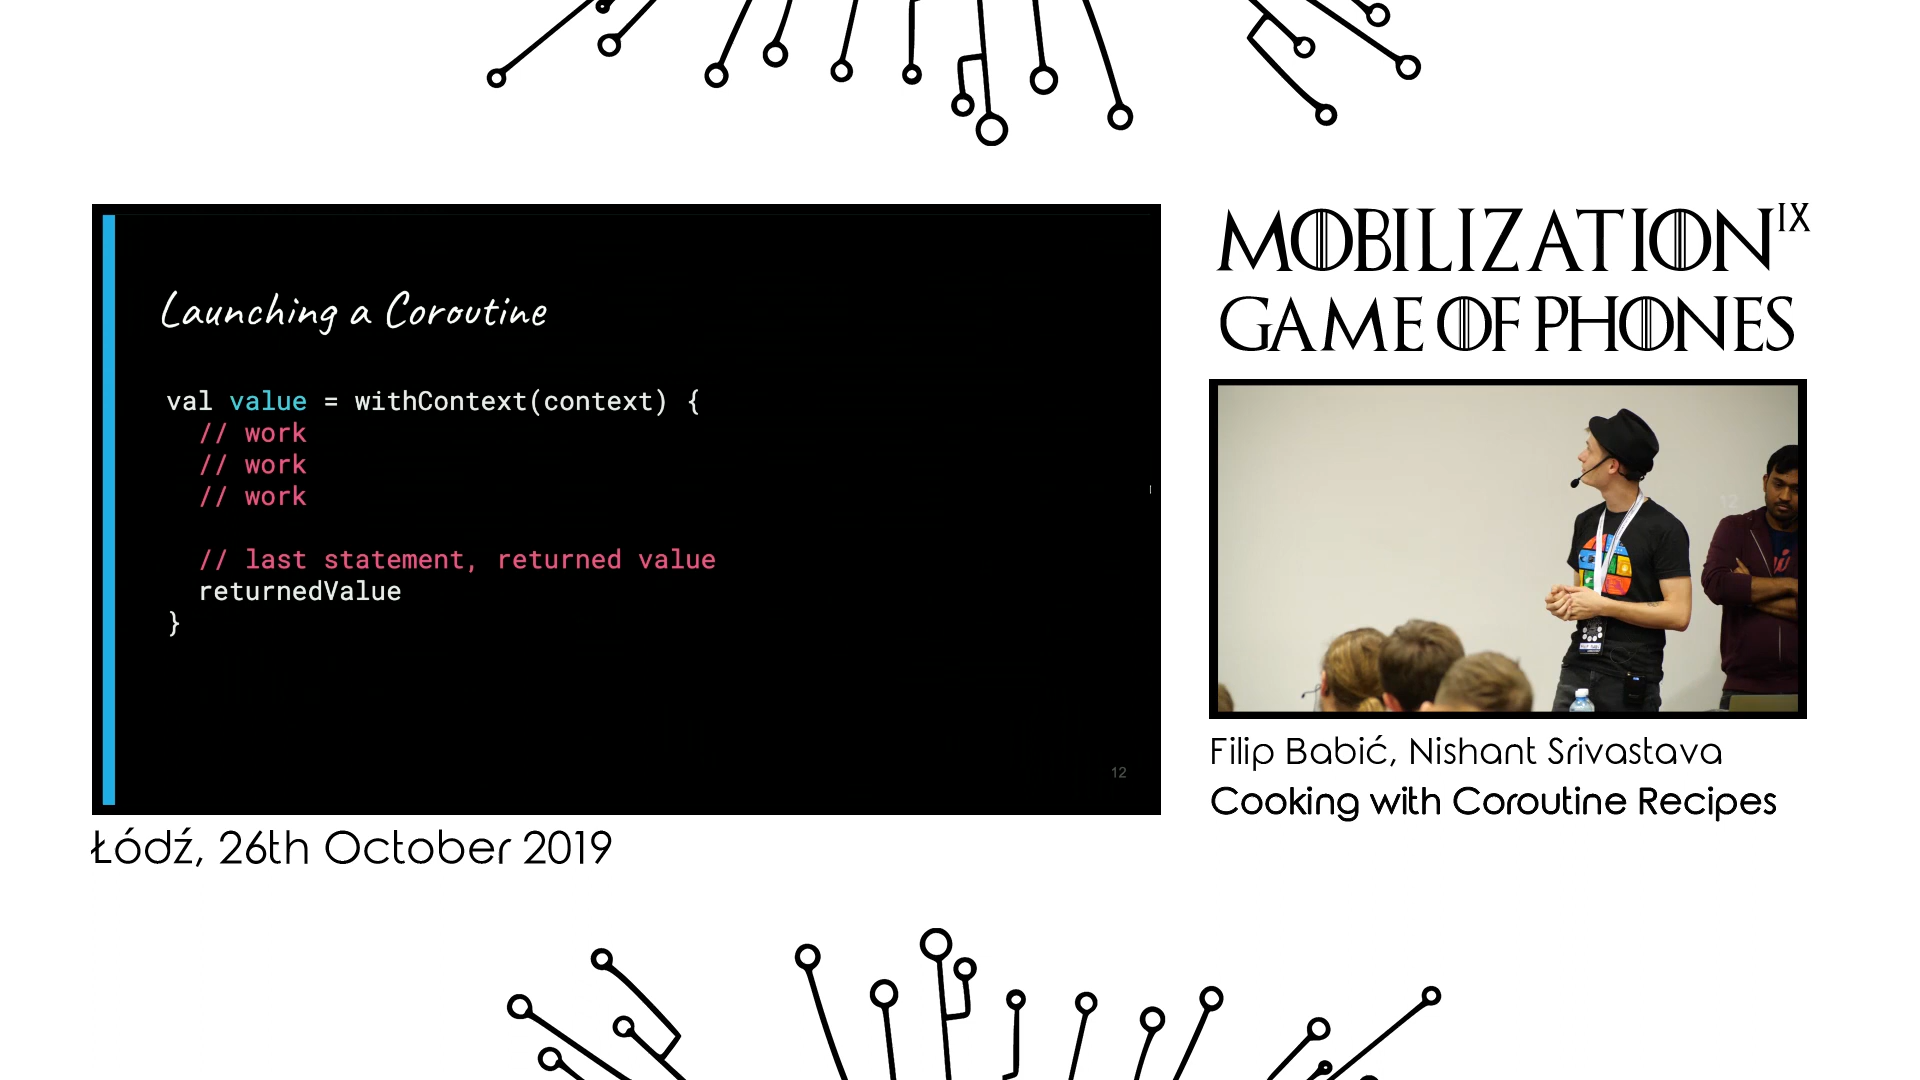 MOBILIZATION IX
GAME OF PHONES
Launching a Coroutine
val value = withContext(context) {
// work
// work
// work
// last statement, returned value
returnedValue
}
12
Filip Babić, Nishant Srivastava
Cooking with Coroutine Recipes
Łódź, 26th October 2019